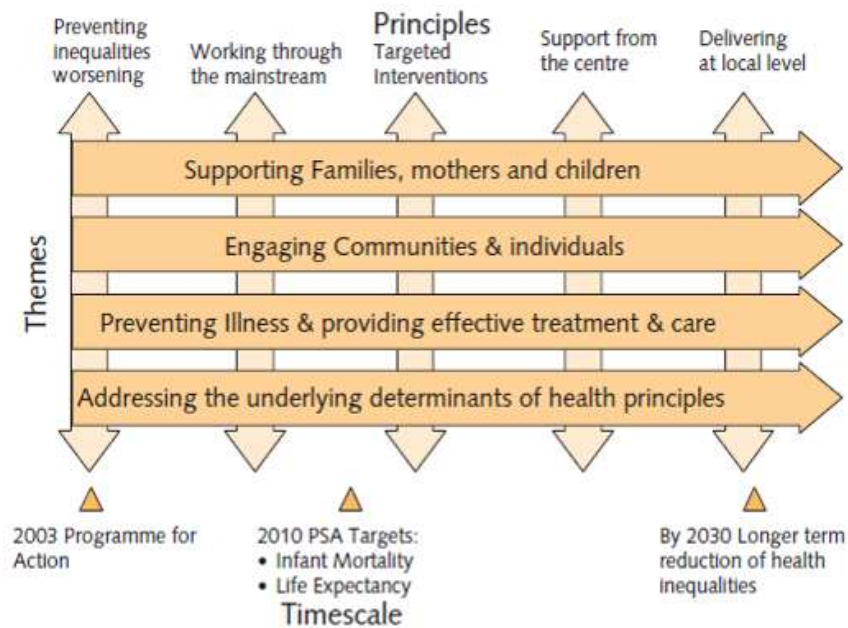 Principles
Preventing
inequalities
worsening
Working through
the mainstream
Targeted
Interventions
Support from
the centre
Delivering
at local level
Themes
Supporting Families, mothers and children
Engaging Communities & individuals
Preventing Illness & providing effective treatment & care
Addressing the underlying determinants of health principles
2003 Programme for
Action
2010 PSA Targets:
• Infant Mortality
• Life Expectancy
By 2030 Longer term
reduction of health
inequalities
Timescale